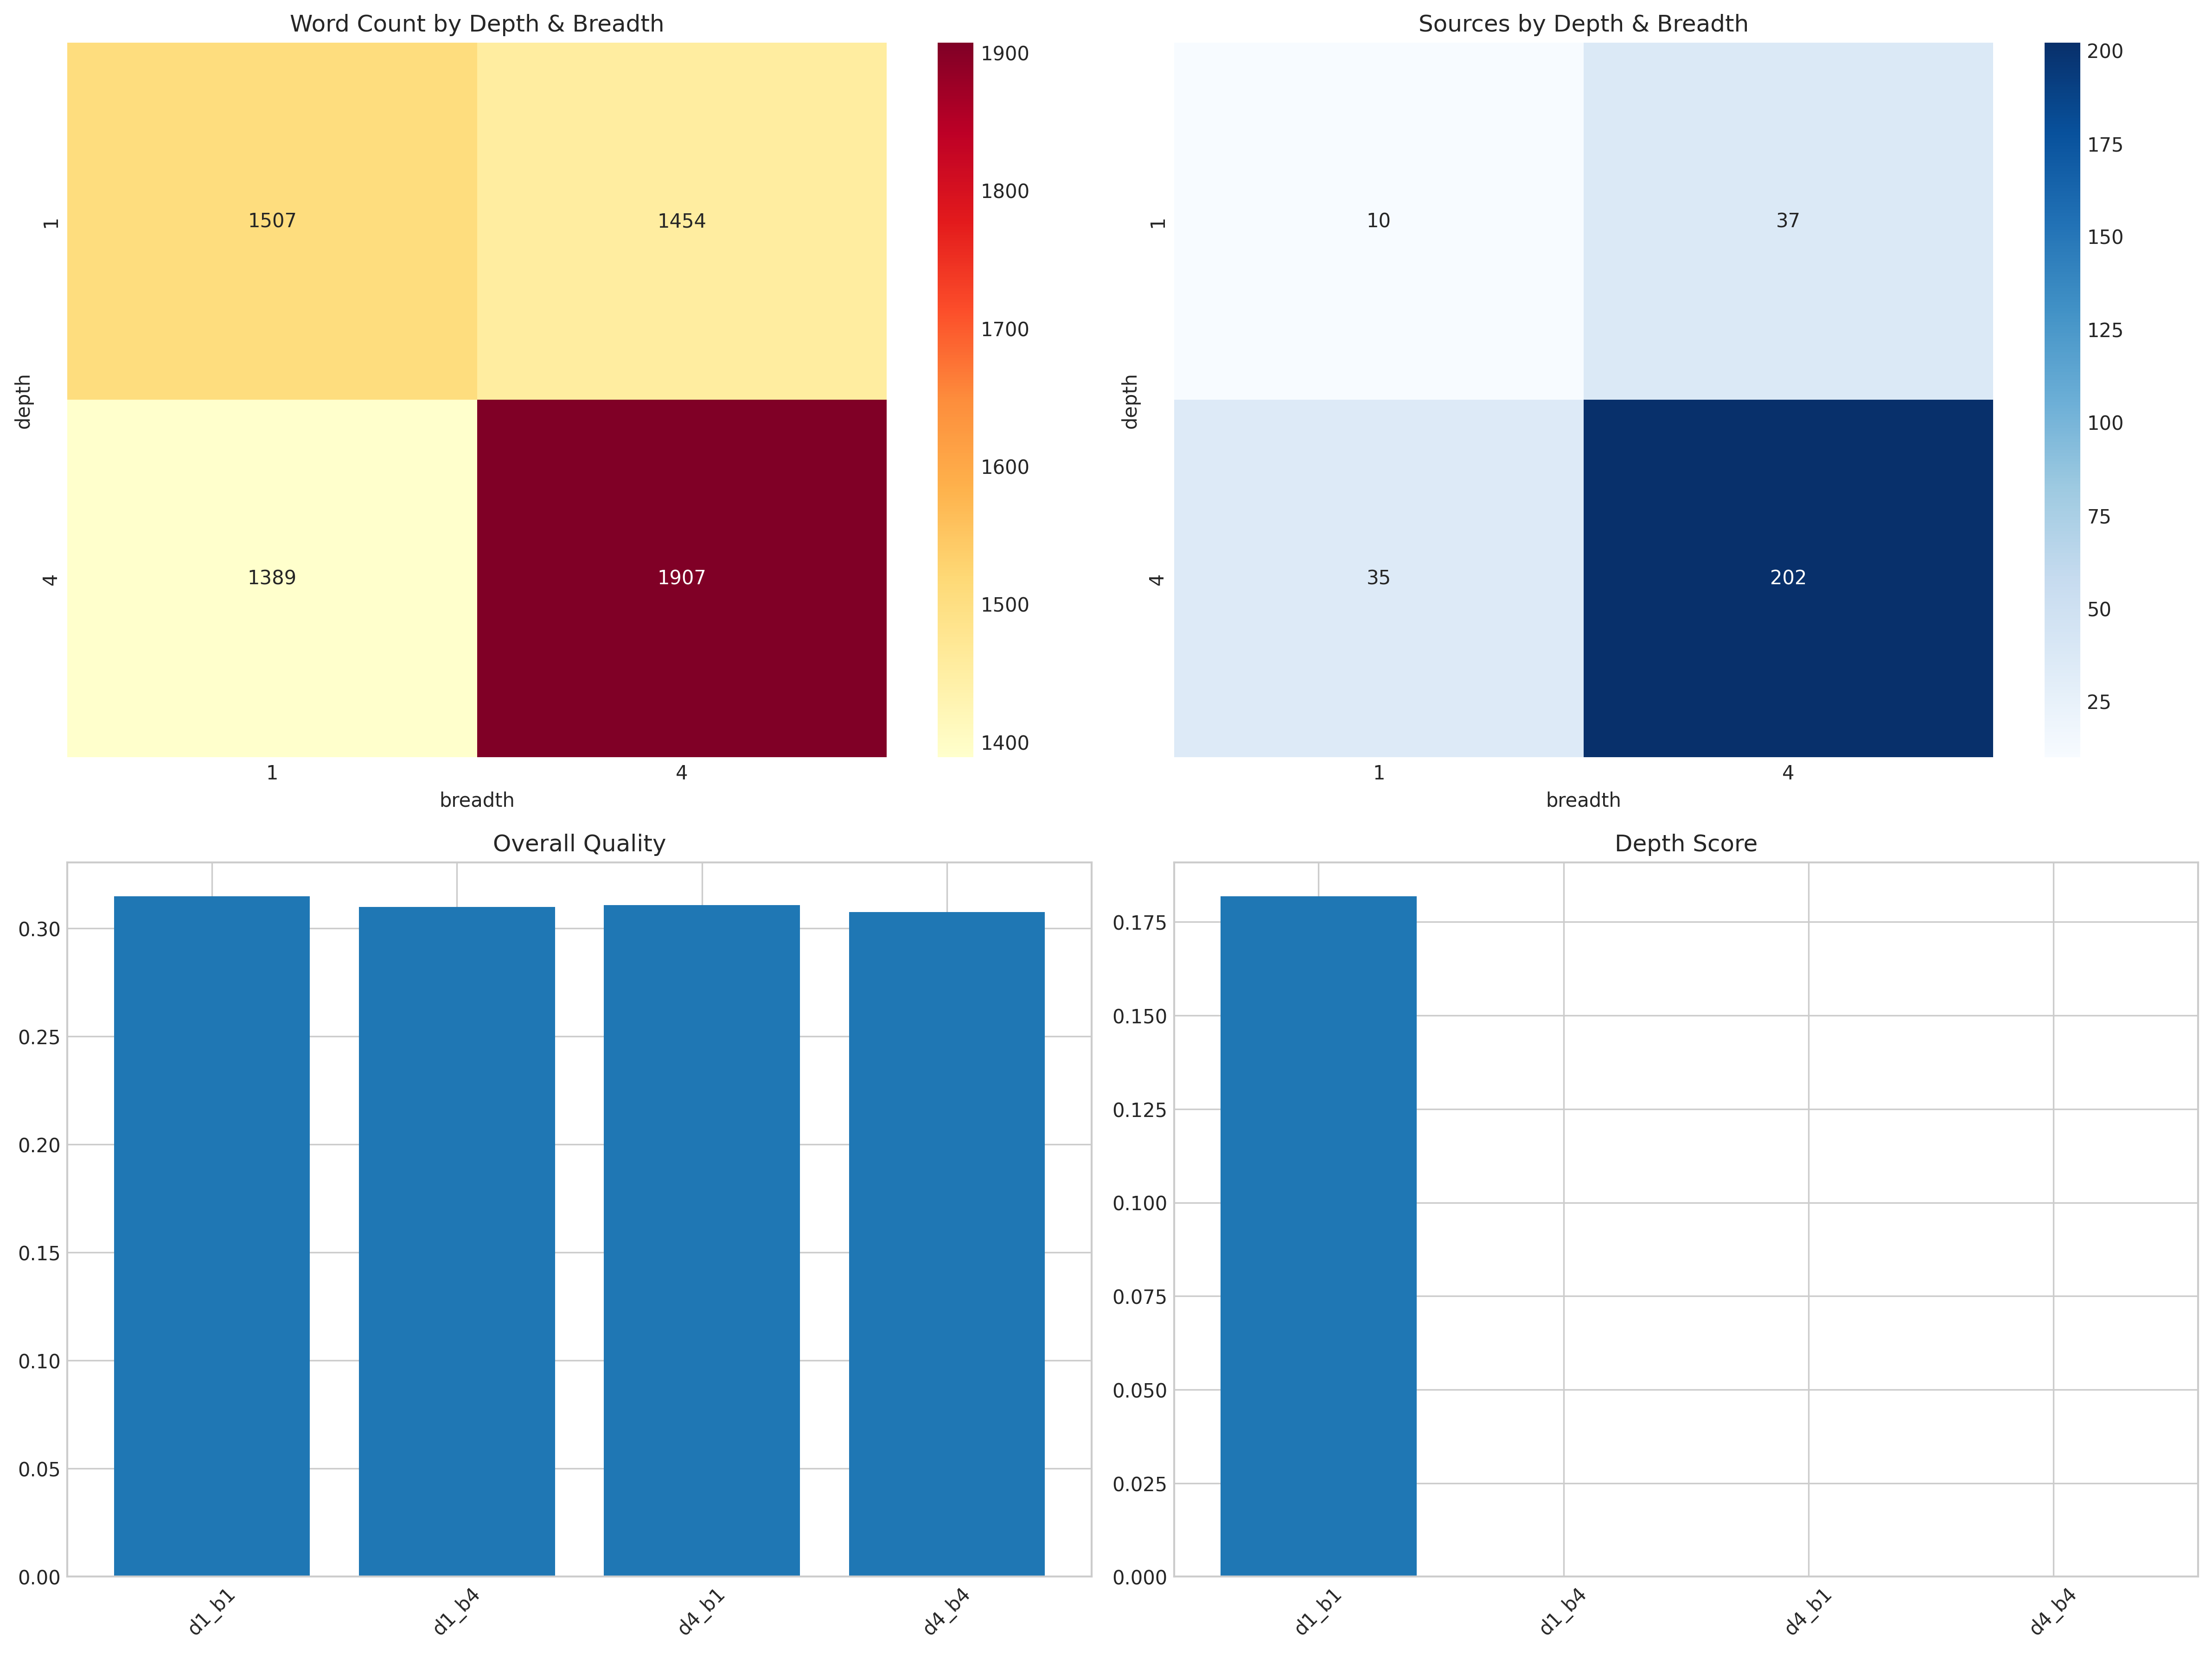 Word Count by Depth & Breadth
1507
1454
1389
1907
1
4
depth
1
4
breadth
1900
1800
1700
1600
1500
1400
Sources by Depth & Breadth
10
37
35
202
1
4
depth
1
4
breadth
200
175
150
125
100
75
50
25
Overall Quality
0.30
0.25
0.20
0.15
0.10
0.05
0.00
d1_b1
d1_b4
d4_b1
d4_b4
Depth Score
0.175
0.150
0.125
0.100
0.075
0.050
0.025
0.000
d1_b1
d1_b4
d4_b1
d4_b4